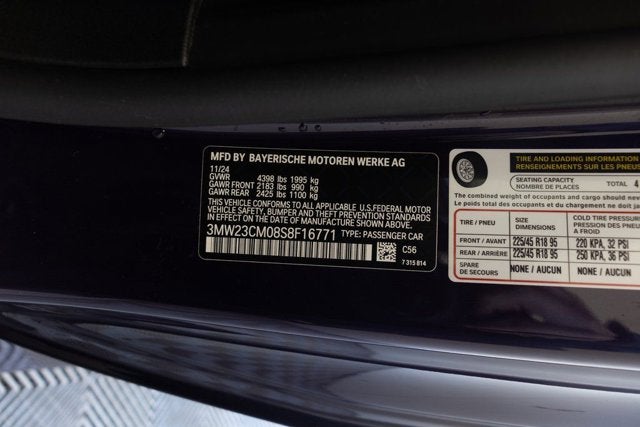 MFD BY BAYERISCHE MOTOREN WERKE AG
11/24
GVWR 4398 lbs 1995 kg
GAWR FRONT 2183 lbs 990 kg
GAWR REAR 2425 lbs 1100 kg
THIS VEHICLE CONFORMS TO ALL APPLICABLE U.S.FEDERAL MOTOR
VEHICLE SAFETY, BUMPER AND THEFT PREVENTION STANDARDS
IN EFFECT ON THE DATE OF MANUFACTURE SHOWN ABOVE.
3MW23CM08S8F16771 TYPE: PASSENGER CAR
C56
7 315 814
TIRE AND LOADING INFORMATION
RENSEIGNEMENTS SUR LES PNEU
SEATING CAPACITY
NOMBRE DE PLACES TOTAL
The combined weight of occupants and cargo should
Le poids total des occupants et du chargement ne doit ja
TIRE / PNEU SIZE DIMENSIONS COLD TIRE PRESSUR
FRONT / AVANT 225/45 R18 95 220 KPA, 32 PSI
REAR / ARRIÈRE 225/45 R18 95 250 KPA, 36 PSI
SPARE DE SECOURS NONE / AUCUN NONE / AUCUN